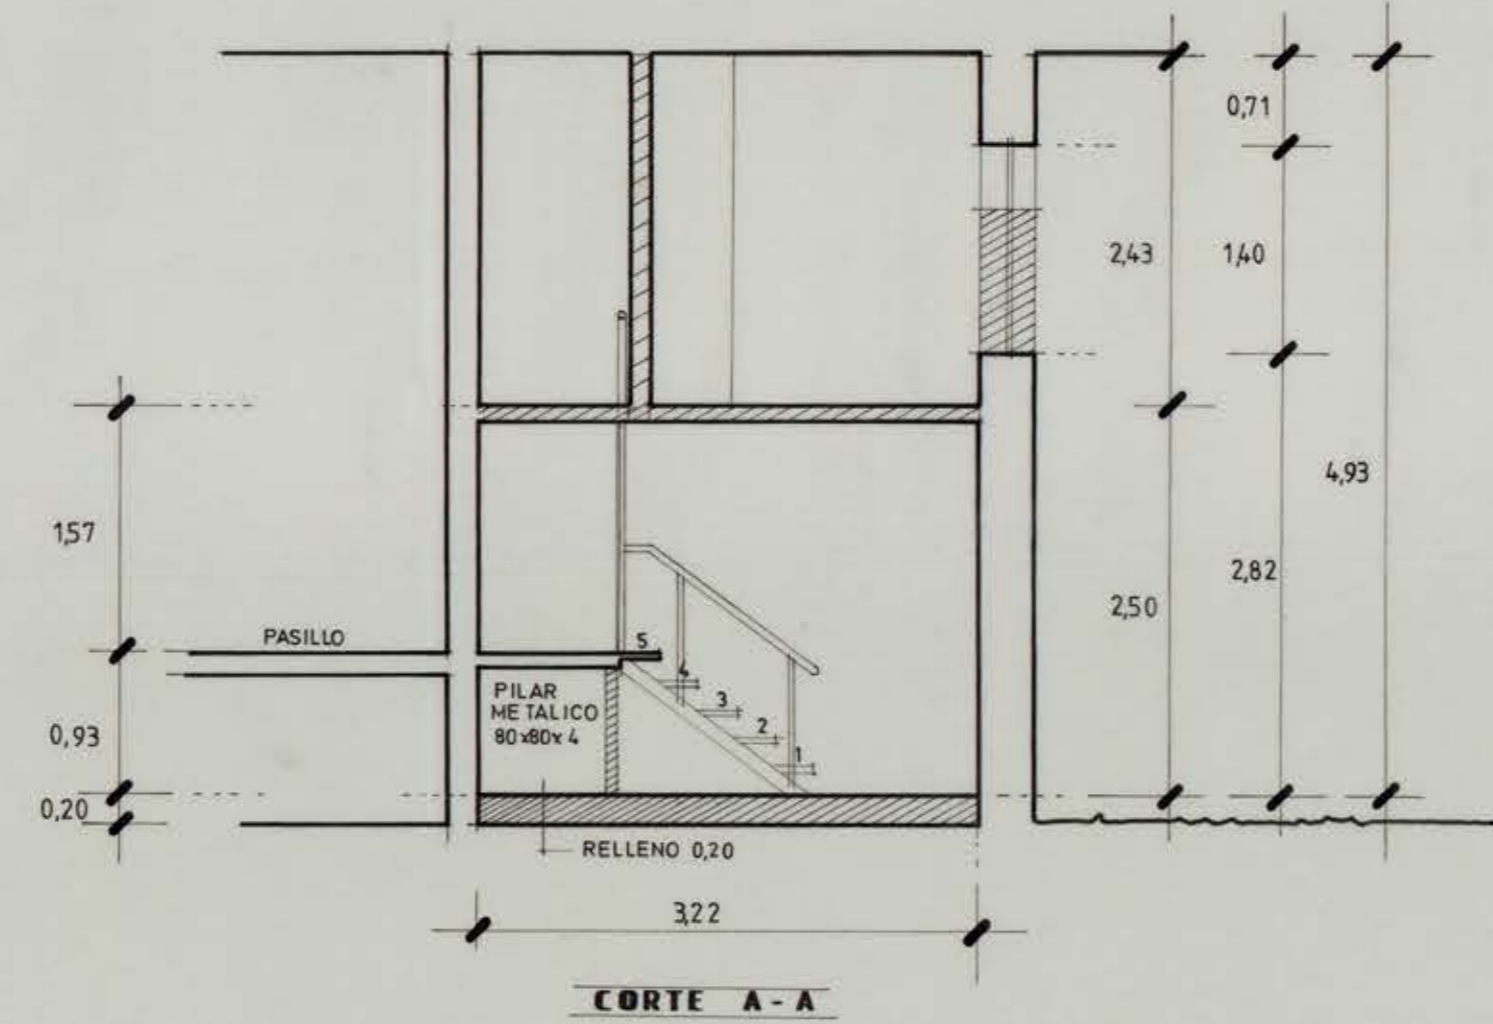 0,71
2,43
1,40
4,93
1,57
2,82
2,50
PASILLO
5
4
3
2
1
PILAR
METALICO
80x80x4
0,93
0,20
RELLENO 0,20
3,22
CORTE A-A